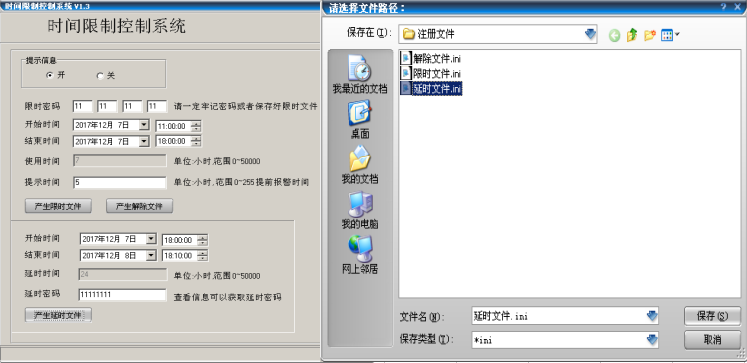 时间限制控制系统 V1.3
时间限制控制系统
提示信息
开 关
限时密码 11 11 11 11 请一定牢记密码或者保存好限时文件
开始时间 2017年12月 7日 11:00:00
结束时间 2017年12月 7日 18:00:00
使用时间 7 单位:小时,范围0~50000
提示时间 5 单位:小时,范围0~255提前报警时间
产生限时文件 产生解除文件
开始时间 2017年12月 7日 18:00:00
结束时间 2017年12月 8日 18:10:00
延时时间 24 单位:小时,范围0~50000
延时密码 11111111 查看信息可以获取延时密码
产生延时文件
请选择文件路径:
保存在(I): 注册文件
解除文件.ini
限时文件.ini
延时文件.ini
我最近的文档
桌面
我的文档
我的电脑
网上邻居
文件名(N): 延时文件.ini 保存(S)
保存类型(T): *ini 取消